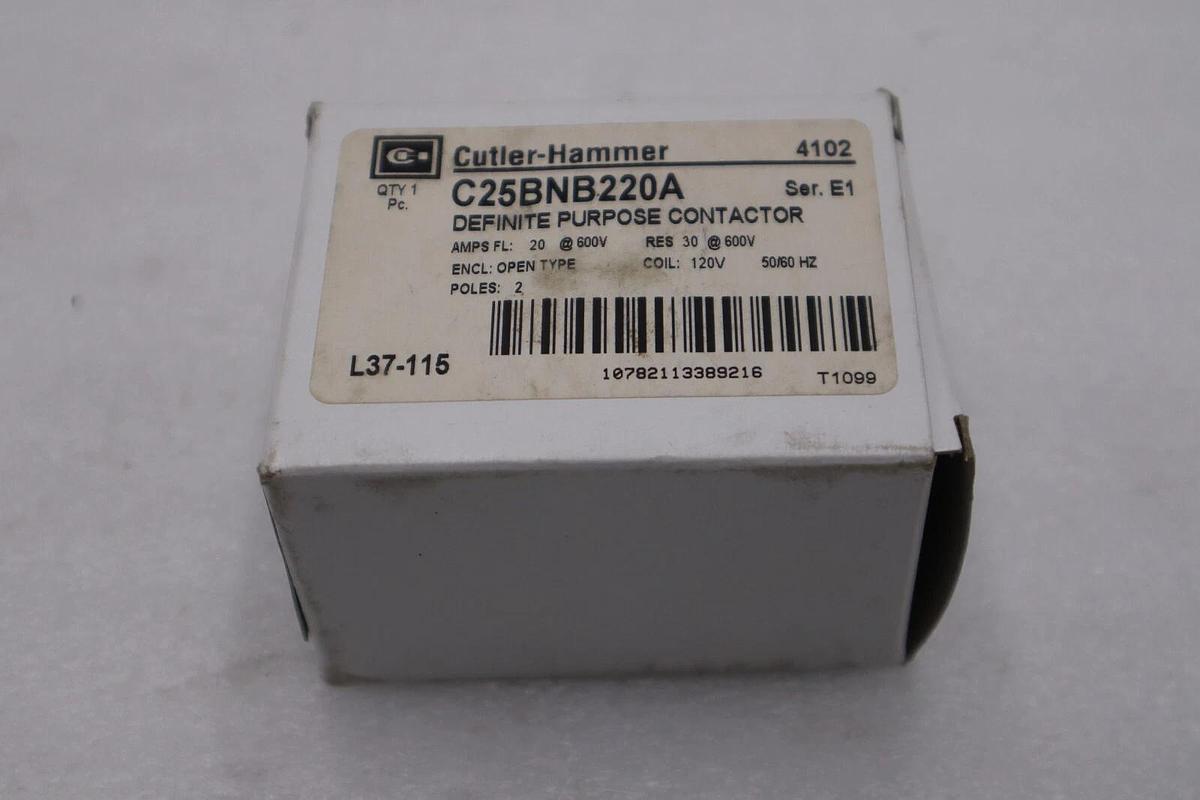 Cutler-Hammer 4102
QTY 1
Pc.
C25BNB220A Ser. E1
DEFINITE PURPOSE CONTACTOR
AMPS FL: 20 @ 600V RES 30 @ 600V
ENCL: OPEN TYPE COIL: 120V 50/60 HZ
POLES: 2
L37-115
10782113389216
T1099